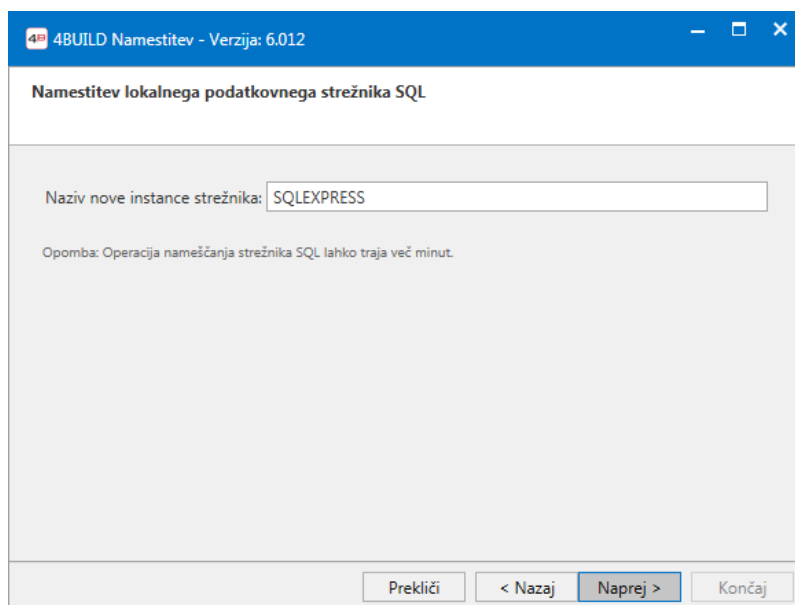 4B 4BUILD Namestitev - Verzija: 6.012
Namestitev lokalnega podatkovnega strežnika SQL
Naziv nove instance strežnika: SQLEXPRESS
Opomba: Operacija nameščanja strežnika SQL lahko traja več minut.
Prekliči < Nazaj Naprej > Končaj